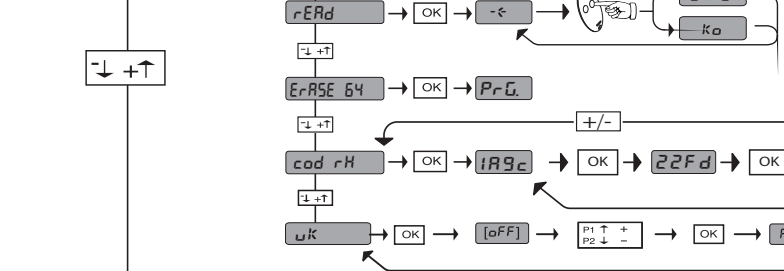 rEAd OK -← 
Ko
-↓ +↑
-↓ +↑
ErASE 64 OK PrG.
-↓ +↑
+/-
cod rH OK 1A9c OK 22Fd OK
-↓ +↑
uK OK [oFF] P1 ↑ + OK
P2 ↓ -